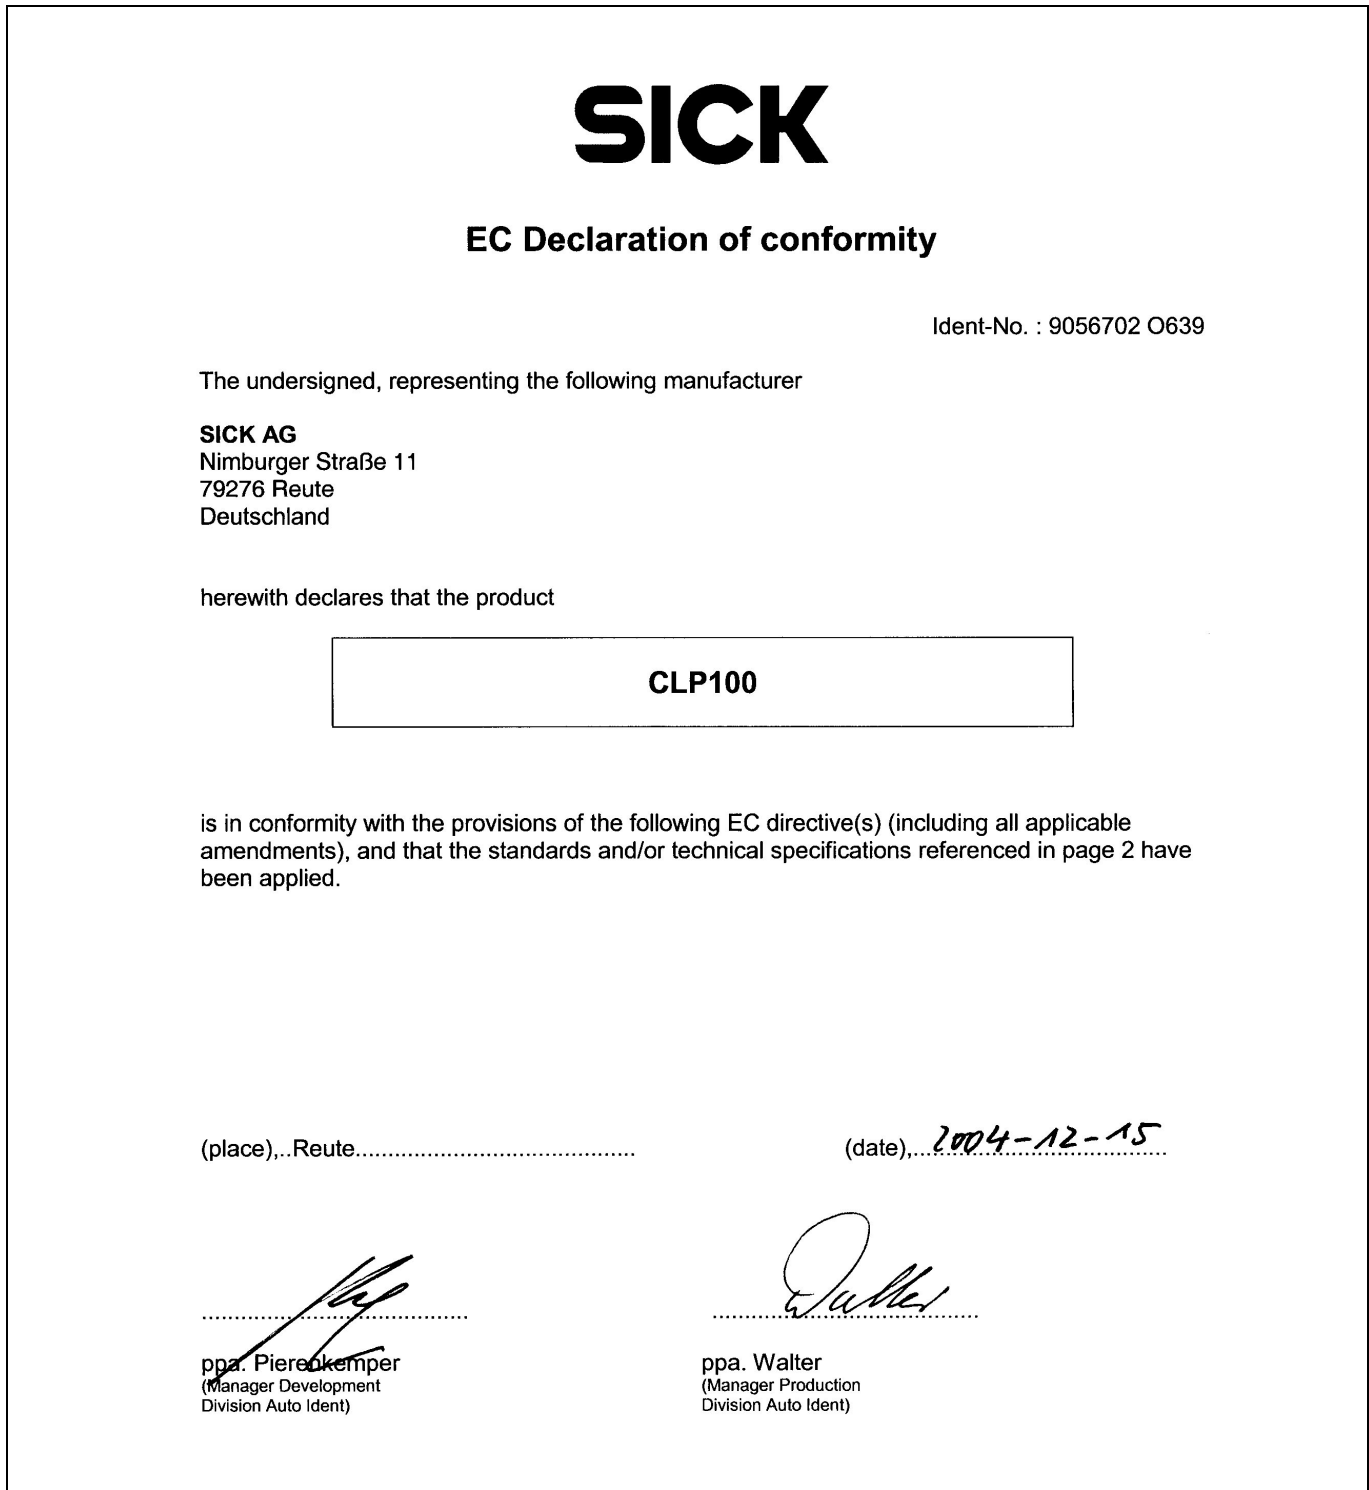 SICK
EC Declaration of conformity
Ident-No. : 9056702 O639
The undersigned, representing the following manufacturer
SICK AG
Nimburger Straße 11
79276 Reute
Deutschland
herewith declares that the product
CLP100
is in conformity with the provisions of the following EC directive(s) (including all applicable
amendments), and that the standards and/or technical specifications referenced in page 2 have
been applied.
(place),..Reute...........................................
(date),...2004-12-15
Walter
ppa. Pierenkemper
(Manager Development
Division Auto Ident)
ppa. Walter
(Manager Production
Division Auto Ident)